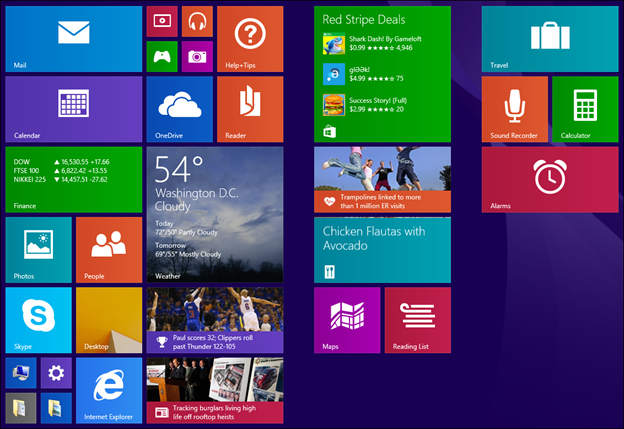 Mail
Help+Tips
Calendar
OneDrive
Reader
DOW ▲ 16,530.55 +17.66
FTSE 100 ▲ 6,822.42 +13.55
NIKKEI 225 ▼ 14,457.51 -27.62
Finance
54°
Washington D.C.
Cloudy
Today
72°/50° Partly Cloudy
Tomorrow
69°/55° Mostly Cloudy
Weather
Photos
People
Skype
Desktop
Paul scores 32; Clippers roll
past Thunder 122-105
Internet Explorer
Tracking burglars living high
life off rooftop heists
Red Stripe Deals
Shark Dash! By Gameloft
$0.99 ★★★★☆ 4,946
$4.99 ★★★★★ 75
Success Story! (Full)
$2.99 ★★★★☆ 20
Trampolines linked to more
than 1 million ER visits
Chicken Flautas with
Avocado
Maps
Reading List
Travel
Sound Recorder
Calculator
Alarms